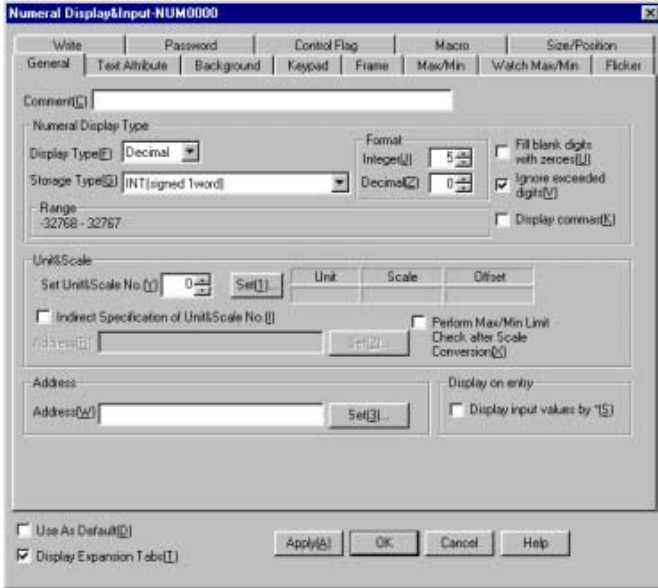 Numeral Display&Input-NUM0000
Write Password Control Flag Macro Size/Position
General Text Attribute Background Keypad Frame Max/Min Watch Max/Min Flicker
Comment(C)
Numeral Display Type
Display Type(F) Decimal
Storage Type(G) INT(signed 1word)
Format
Integer(J) 5
Decimal(Z) 0
Fill blank digits
with zeroes(U)
Ignore exceeded
digits(V)
Display commas(K)
Range
-32768 - 32767
Unit&Scale
Set Unit&Scale No.(Y) 0 Set(1)... Unit Scale Offset
Indirect Specification of Unit&Scale No.(I)
Address(R) Set(2)...
Perform Max/Min Limit
Check after Scale
Conversion(X)
Address
Address(W) Set(3)...
Display on entry
Display input values by *(S)
Use As Default(D)
Display Expansion Tabs(T)
Apply(A) OK Cancel Help